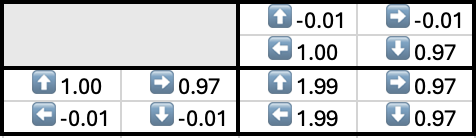 ⬆️ -0.01 ➡️ -0.01
⬅️ 1.00 ⬇️ 0.97
⬆️ 1.00 ➡️ 0.97 ⬆️ 1.99 ➡️ 0.97
⬅️ -0.01 ⬇️ -0.01 ⬅️ 1.99 ⬇️ 0.97